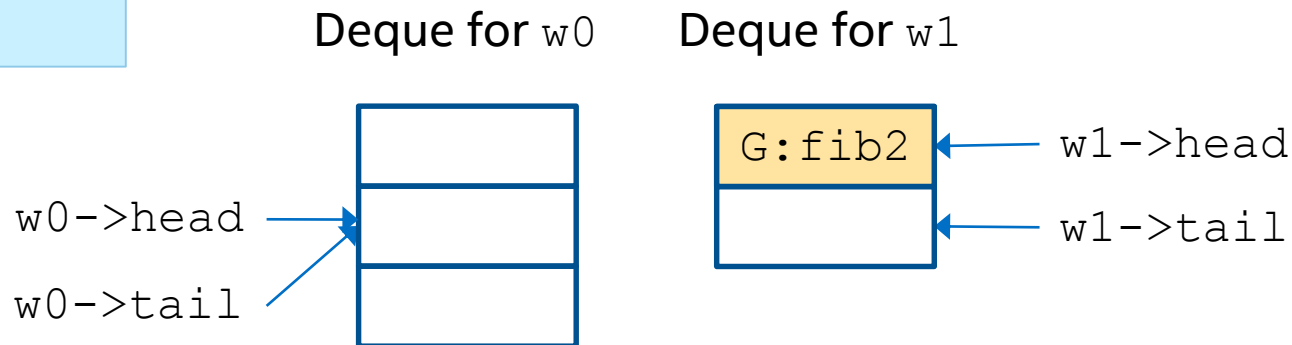 Deque for w0
Deque for w1
G:fib2
w1->head
w0->head
w1->tail
w0->tail